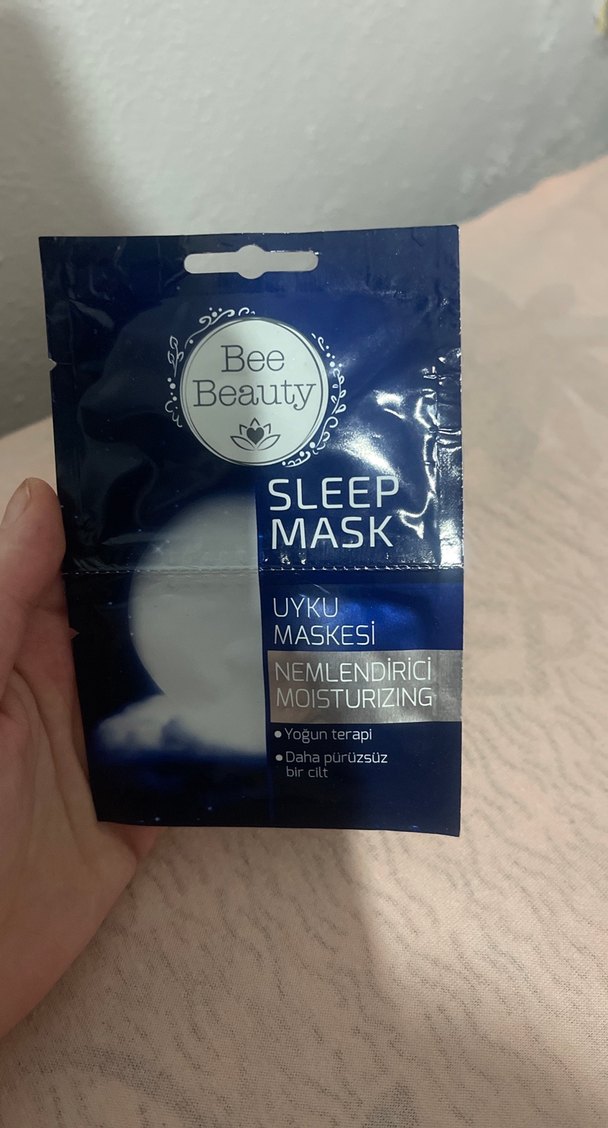 Bee
Beauty
SLEEP
MASK
UYKU
MASKESİ
NEMLENDİRİCİ
MOISTURIZING
• Yoğun terapi
• Daha pürüzsüz
bir cilt